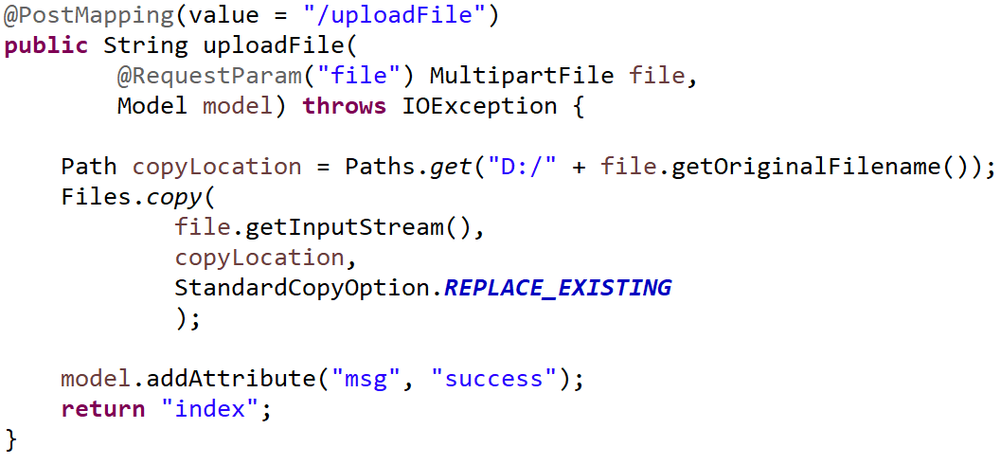 @PostMapping(value = "/uploadFile")
public String uploadFile(
        @RequestParam("file") MultipartFile file,
        Model model) throws IOException {

    Path copyLocation = Paths.get("D:/" + file.getOriginalFilename());
    Files.copy(
            file.getInputStream(),
            copyLocation,
            StandardCopyOption.REPLACE_EXISTING
            );

    model.addAttribute("msg", "success");
    return "index";
}